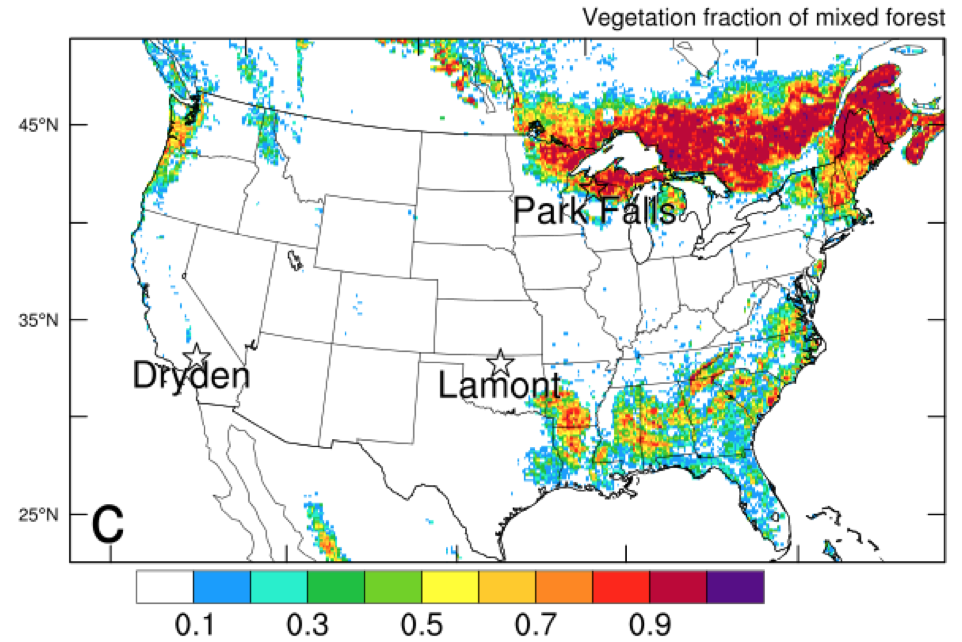 Vegetation fraction of mixed forest
45°N
Park Falls
35°N
Dryden
Lamont
25°N
C
0.1 0.3 0.5 0.7 0.9